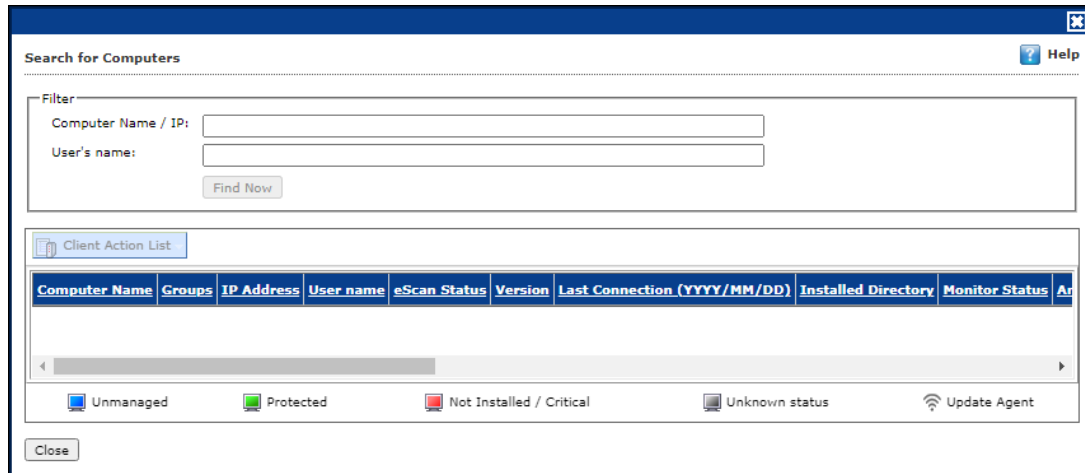 Search for Computers
Help
Filter
Computer Name / IP:
User's name:
Find Now
Client Action List
Computer Name Groups IP Address User name eScan Status Version Last Connection (YYYY/MM/DD) Installed Directory Monitor Status
Unmanaged Protected Not Installed / Critical Unknown status Update Agent
Close